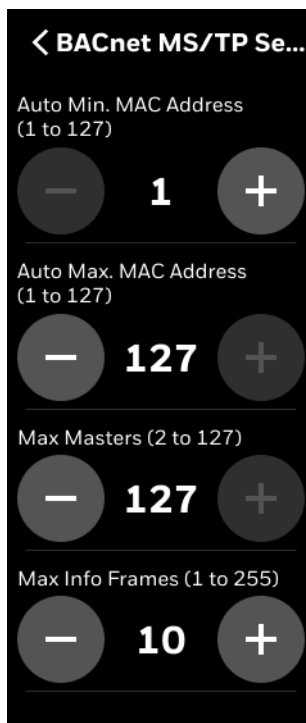 BACnet MS/TP Se...
Auto Min. MAC Address
(1 to 127)
1
Auto Max. MAC Address
(1 to 127)
127
Max Masters (2 to 127)
127
Max Info Frames (1 to 255)
10